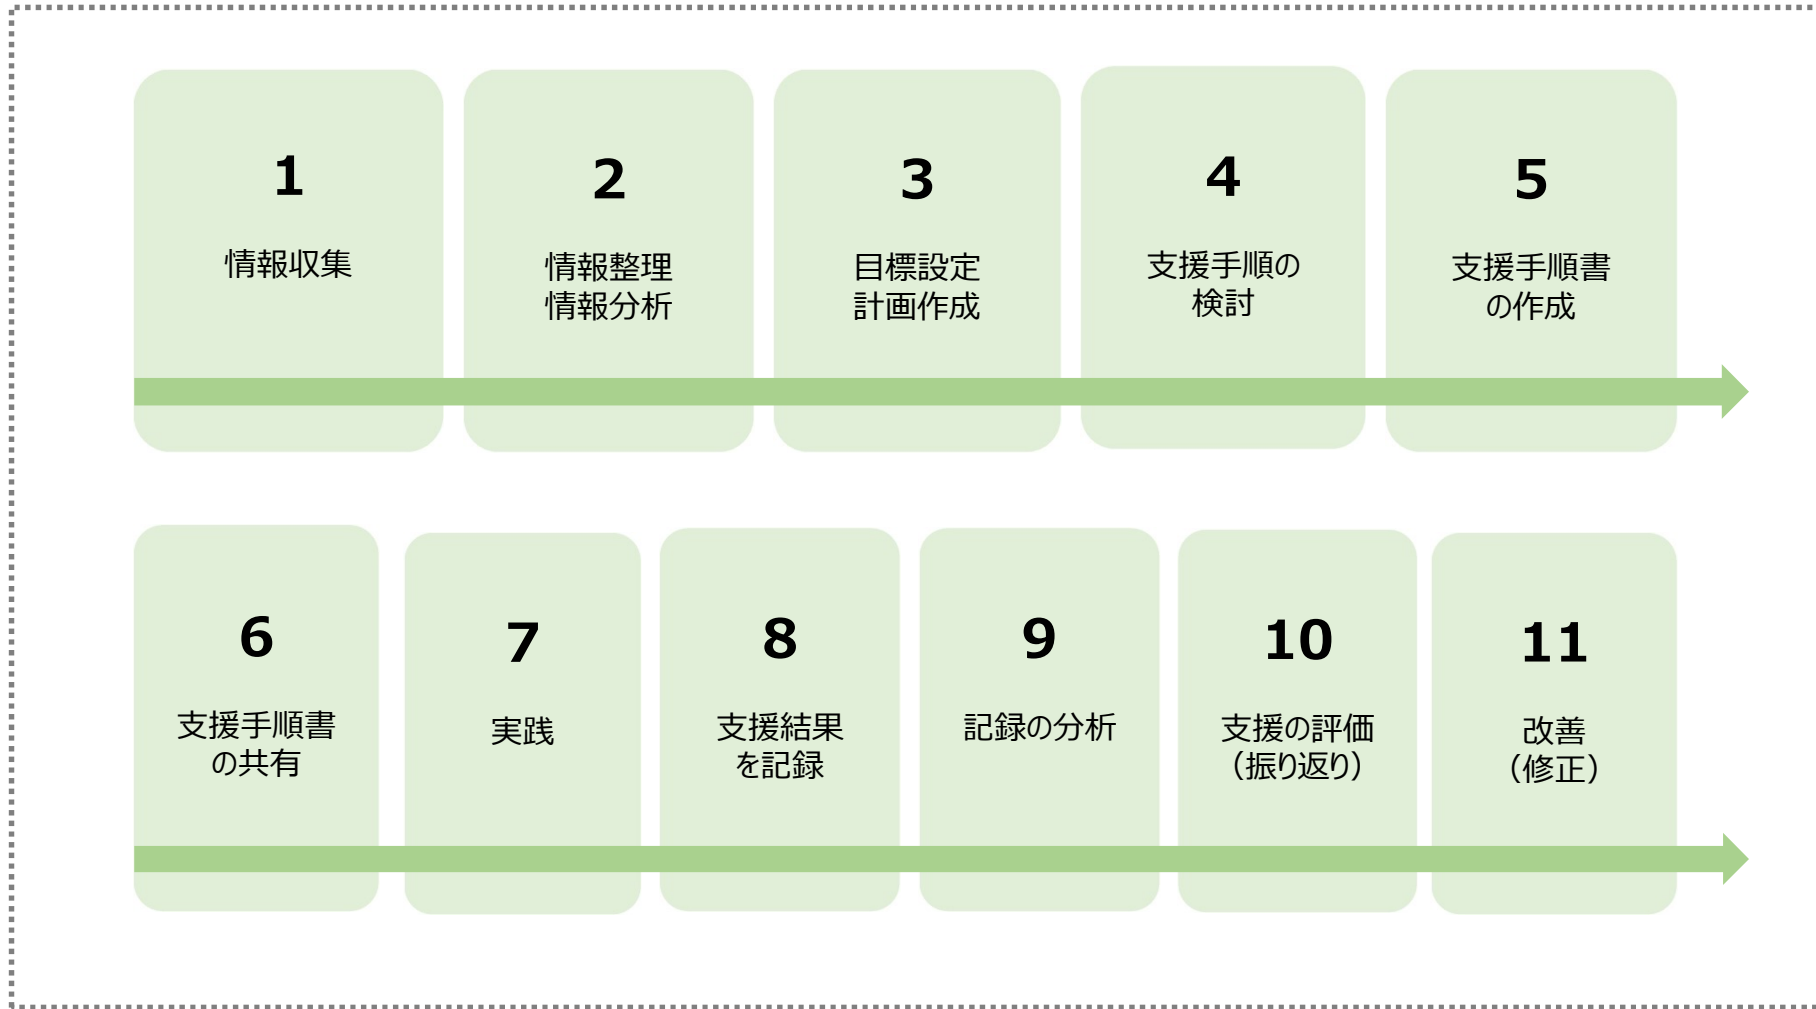 1
情報収集
2
情報整理
情報分析
3
目標設定
計画作成
4
支援手順の
検討
5
支援手順書
の作成
6
支援手順書
の共有
7
実践
8
支援結果
を記録
9
記録の分析
10
支援の評価
（振り返り）
11
改善
（修正）